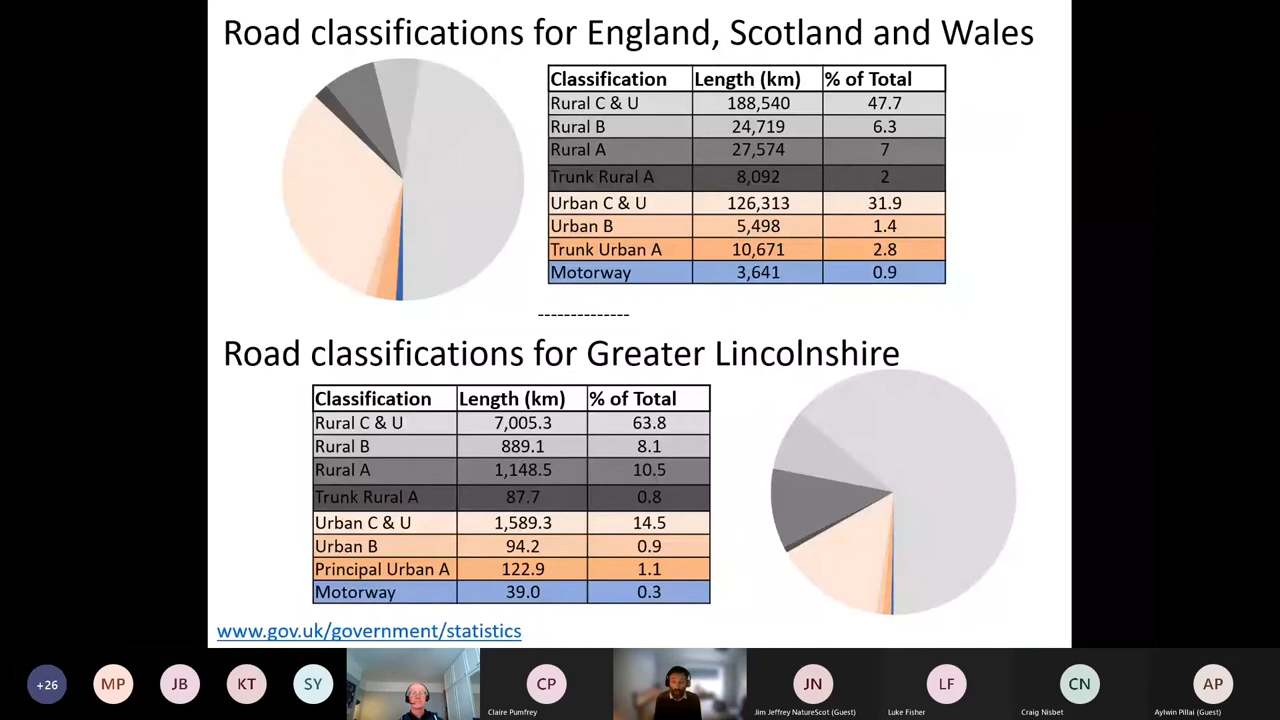 Road classifications for England, Scotland and Wales
Classification Length (km) % of Total
Rural C & U 188,540 47.7
Rural B 24,719 6.3
Rural A 27,574 7
Trunk Rural A 8,092 2
Urban C & U 126,313 31.9
Urban B 5,498 1.4
Trunk Urban A 10,671 2.8
Motorway 3,641 0.9
--------------
Road classifications for Greater Lincolnshire
Classification Length (km) % of Total
Rural C & U 7,005.3 63.8
Rural B 889.1 8.1
Rural A 1,148.5 10.5
Trunk Rural A 87.7 0.8
Urban C & U 1,589.3 14.5
Urban B 94.2 0.9
Principal Urban A 122.9 1.1
Motorway 39.0 0.3
www.gov.uk/government/statistics
+26 MP JB KT SY CP JN LF CN AP
Claire Pumfrey Jim Jeffrey NatureScot (Guest) Luke Fisher Craig Nisbet Aylwin Pillai (Guest)